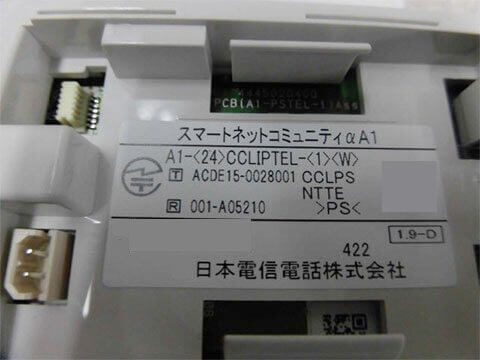 PCB(A1-PSTEL-1)Ass
スマートネットコミュニティαA1
A1-<24>CCLIPTEL-<1><W>
T ACDE15-0028001 CCLPS
NTTE
R 001-A05210 >PS<
1.9-D
422
日本電信電話株式会社